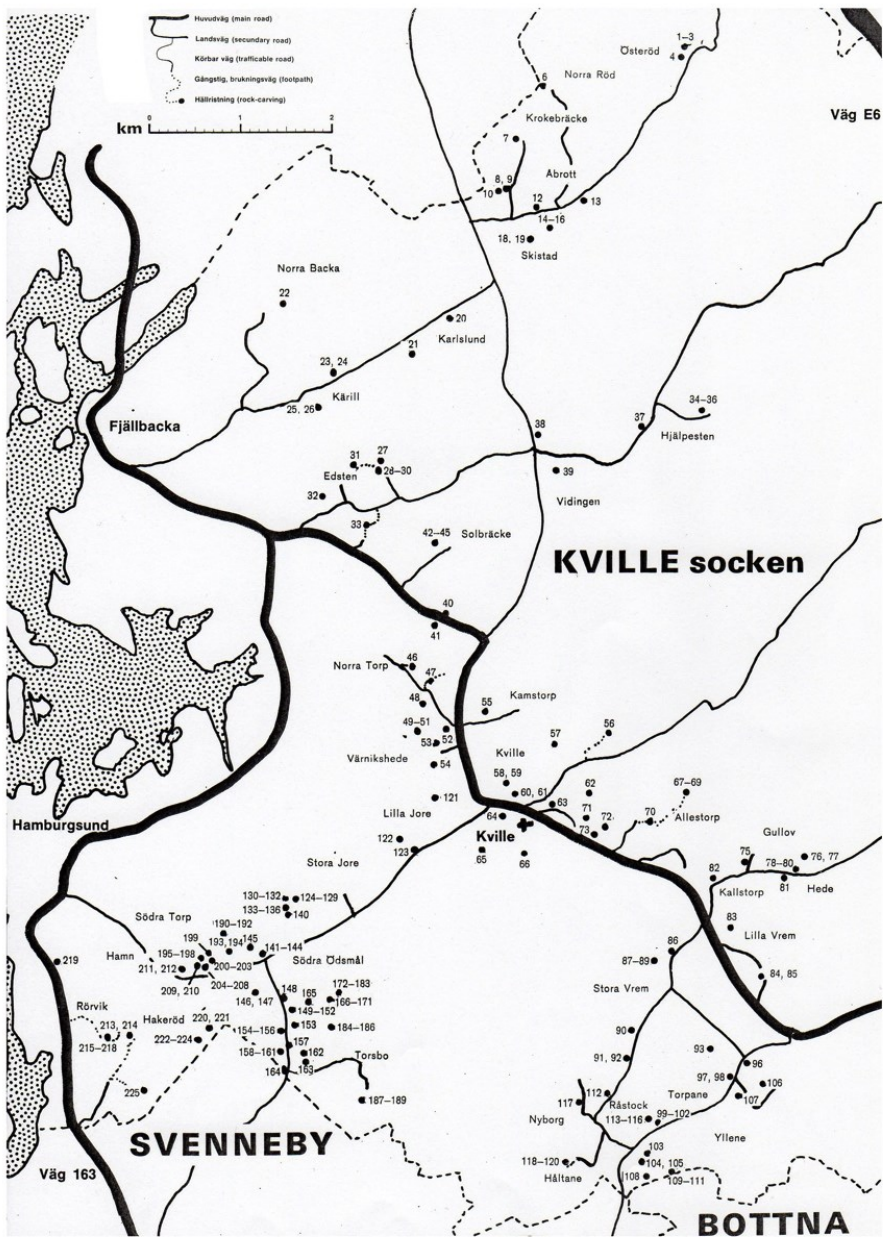 Huvudväg (main road)
Landsväg (secundary road)
Körbar väg (trafficable road)
Gångstig, brukningsväg (footpath)
Hällristning (rock-carving)
km 0 1 2
1–3
Österöd
4
6
Norra Röd
Väg E6
Krokebräcke
7
8, 9
Åbrott
10
12
13
14–16
18, 19
Skistad
Norra Backa
22
20
Karlslund
21
23, 24
Kärill
25, 26
34–36
37
Hjälpesten
Fjällbacka
38
31
27
28–30
39
Edsten
Vidingen
32
33
Solbräcke
42–45
KVILLE socken
40
41
46
Norra Torp
47
48
55
Kamstorp
49–51
52
53
56
57
Värnikshede
54
Kville
58, 59
60, 61
62
67–69
121
63
71
72
70
Allestorp
Hamburgsund
Lilla Jore
64
Kville
73
Gullov
122
123
65
66
75
76, 77
78–80
Stora Jore
82
81
Hede
Kallstorp
130–132
124–129
133–136
140
83
Lilla Vrem
Södra Torp
190–192
199
193, 194
145
141–144
86
219
Hamn
195–198
Södra Ödsmål
87–89
211, 212
200–203
84, 85
209, 210
204–208
148
165
172–183
166–171
Stora Vrem
146, 147
149–152
Rörvik
213, 214
Hakeröd
220, 221
154–156
153
184–186
90
215–218
222–224
157
93
158–161
162
91, 92
96
164
163
Torsbo
97, 98
106
225
187–189
112
Torpane
107
117
Råstock
99–102
SVENNEBY
Nyborg
113–116
Yllene
103
118–120
104, 105
Väg 163
Håltane
108
109–111
BOTTNA